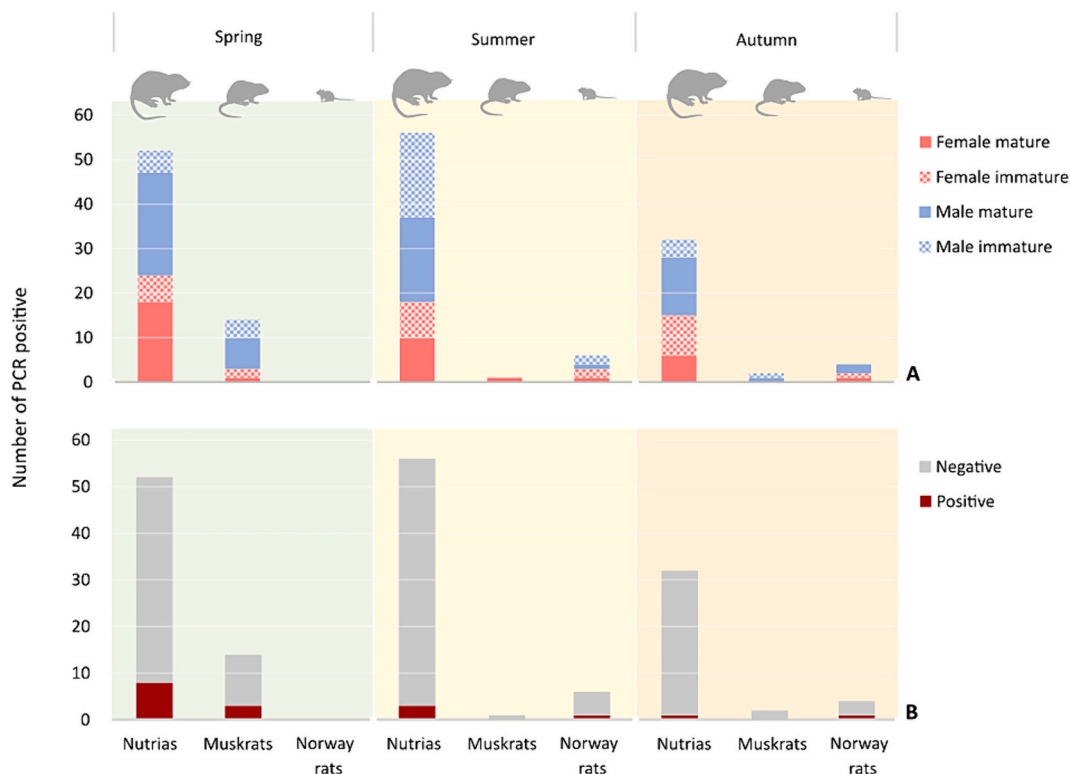 Spring Summer Autumn
60
50
40
30
20
10
0
Female mature
Female immature
Male mature
Male immature
A
Number of PCR positive
60
50
40
30
20
10
0
Negative
Positive
B
Nutrias Muskrats Norway Nutrias Muskrats Norway Nutrias Muskrats Norway
rats rats rats